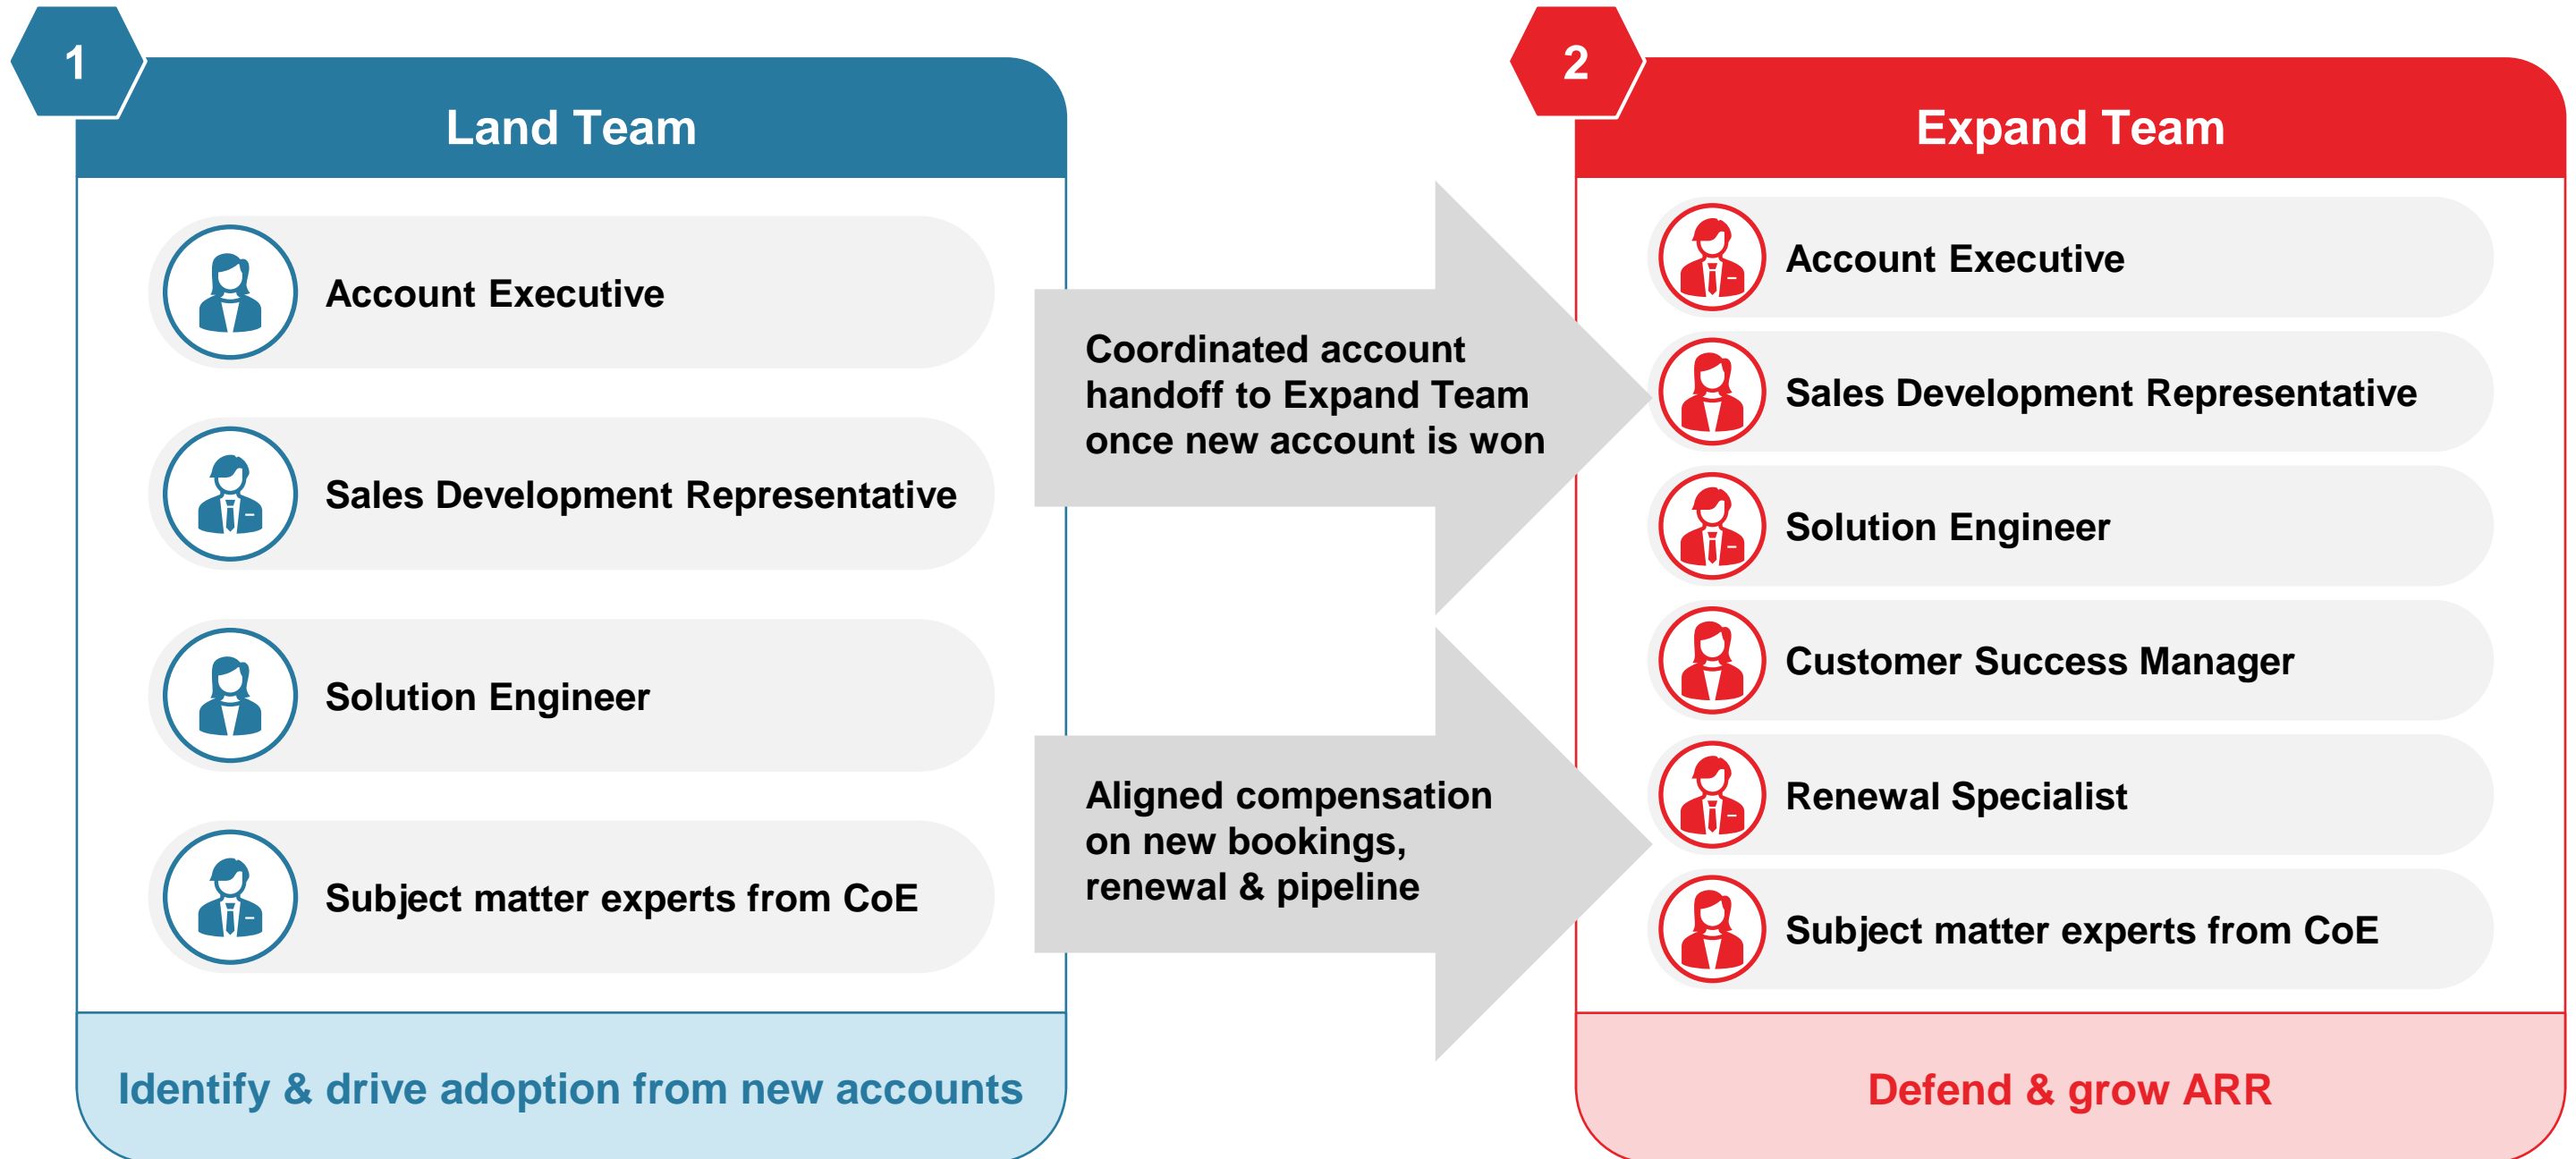 1
Land Team
Account Executive
Sales Development Representative
Solution Engineer
Subject matter experts from CoE
Identify & drive adoption from new accounts
Coordinated account
handoff to Expand Team
once new account is won
Aligned compensation
on new bookings,
renewal & pipeline
2
Expand Team
Account Executive
Sales Development Representative
Solution Engineer
Customer Success Manager
Renewal Specialist
Subject matter experts from CoE
Defend & grow ARR